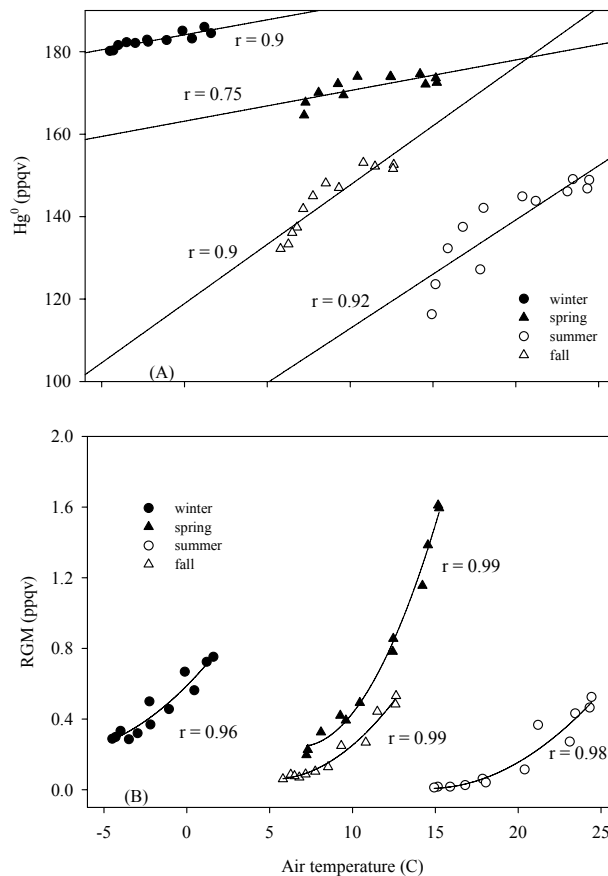 180
160
140
120
100
Hg⁰ (ppqv)
r = 0.9
r = 0.75
r = 0.9
r = 0.92
winter
spring
summer
fall
(A)
2.0
1.6
1.2
0.8
0.4
0.0
RGM (ppqv)
winter
spring
summer
fall
r = 0.99
r = 0.96
r = 0.99
r = 0.98
(B)
-5 0 5 10 15 20 25
Air temperature (C)